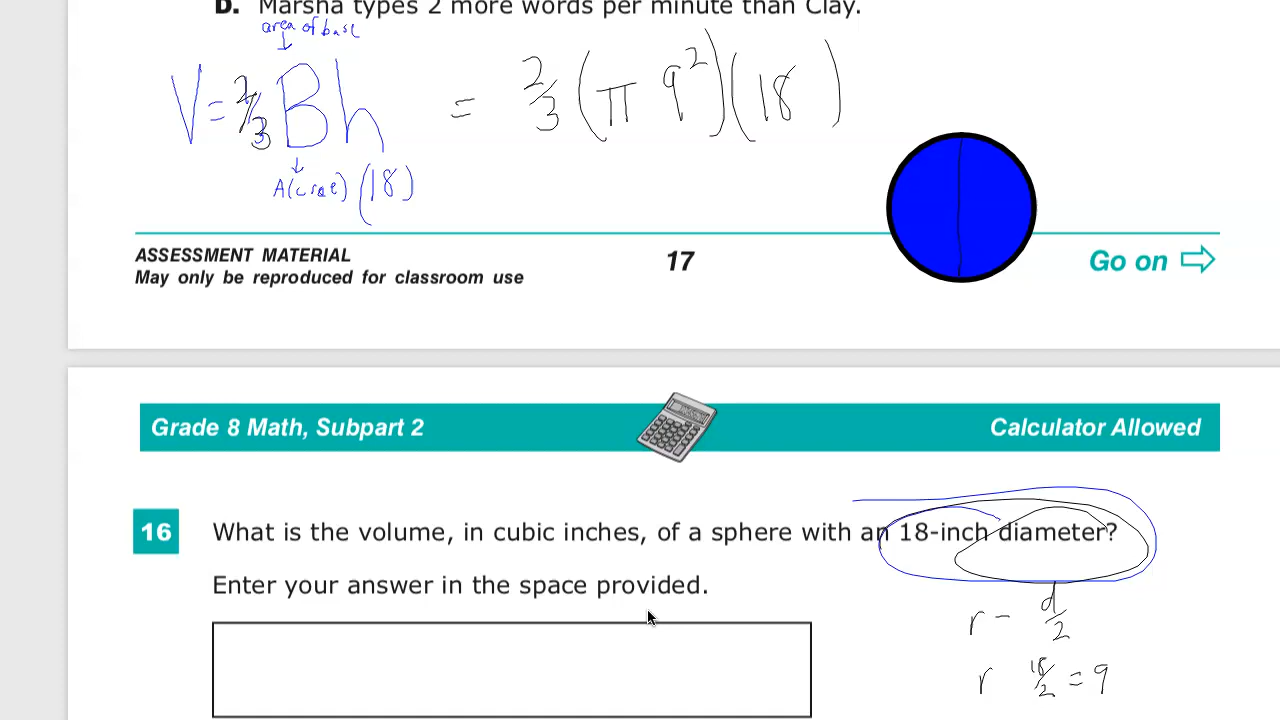 D. Marsha types 2 more words per minute than Clay.
area of base
V = 2/3 Bh = 2/3 (π 9²)(18)
(18)
ASSESSMENT MATERIAL
May only be reproduced for classroom use
17
Go on
Grade 8 Math, Subpart 2
Calculator Allowed
16 What is the volume, in cubic inches, of a sphere with an 18-inch diameter?
Enter your answer in the space provided.
r = d/2
r 18/2 = 9